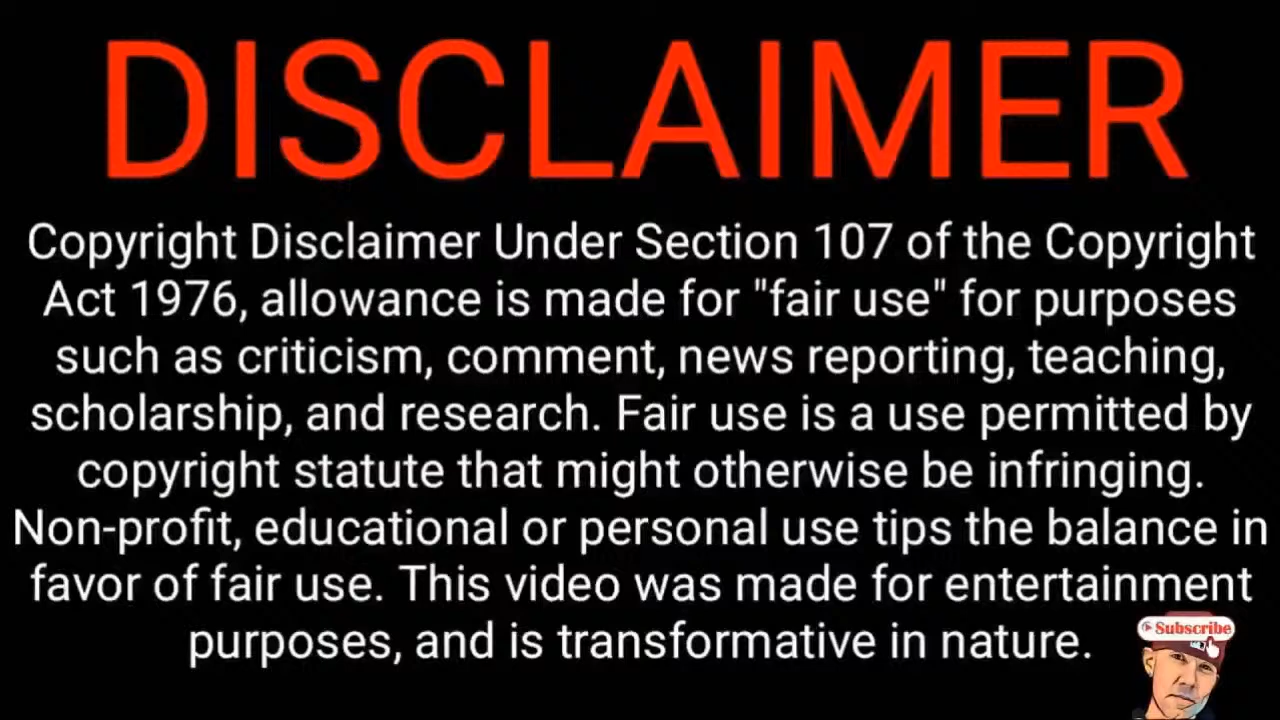 DISCLAIMER
Copyright Disclaimer Under Section 107 of the Copyright
Act 1976, allowance is made for "fair use" for purposes
such as criticism, comment, news reporting, teaching,
scholarship, and research. Fair use is a use permitted by
copyright statute that might otherwise be infringing.
Non-profit, educational or personal use tips the balance in
favor of fair use. This video was made for entertainment
purposes, and is transformative in nature.
Subscribe